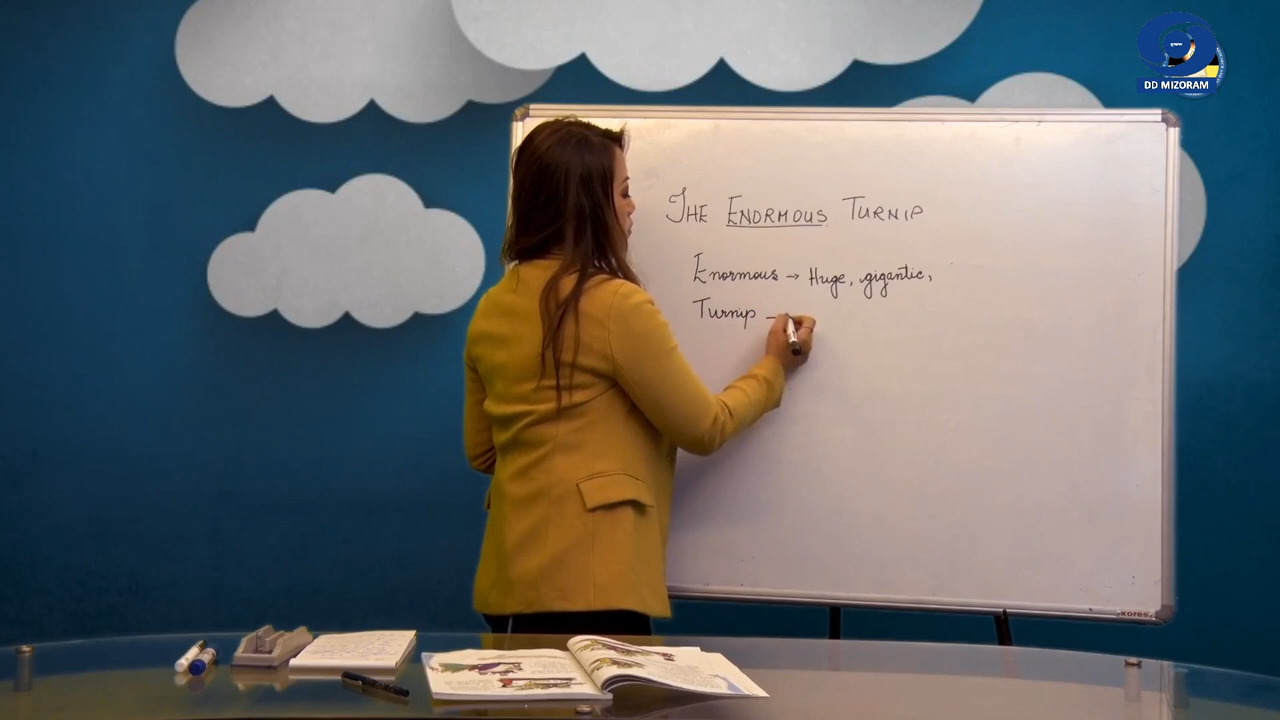 DD MIZORAM
THE ENORMOUS TURNIP
Enormous → Huge, gigantic,
Turnip -
kores